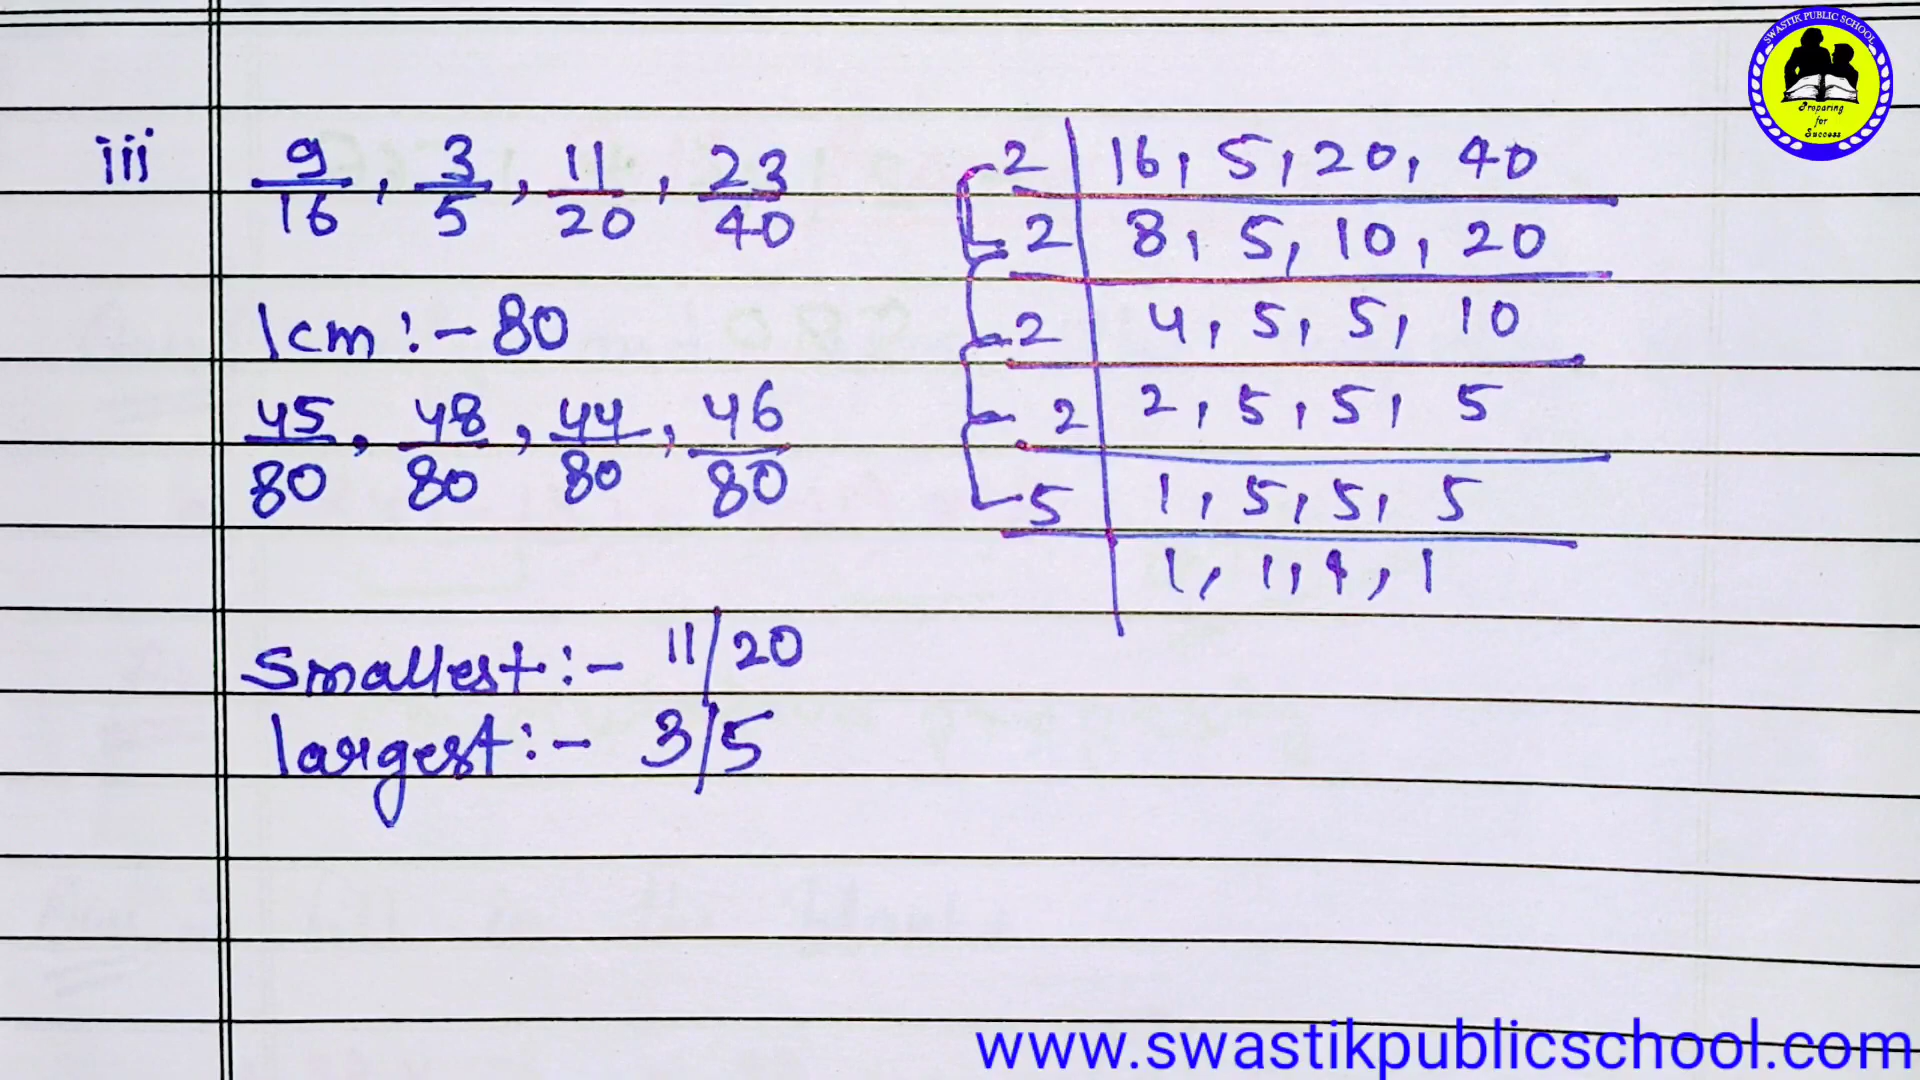 SWASTIK PUBLIC SCHOOL
Preparing
for
Success
iii 9/16, 3/5, 11/20, 23/40
lcm :- 80
45/80, 48/80, 44/80, 46/80
Smallest :- 11/20
largest :- 3/5
2 | 16, 5, 20, 40
2 | 8, 5, 10, 20
2 | 4, 5, 5, 10
2 | 2, 5, 5, 5
5 | 1, 5, 5, 5
1, 1, 1, 1
www.swastikpublicschool.com